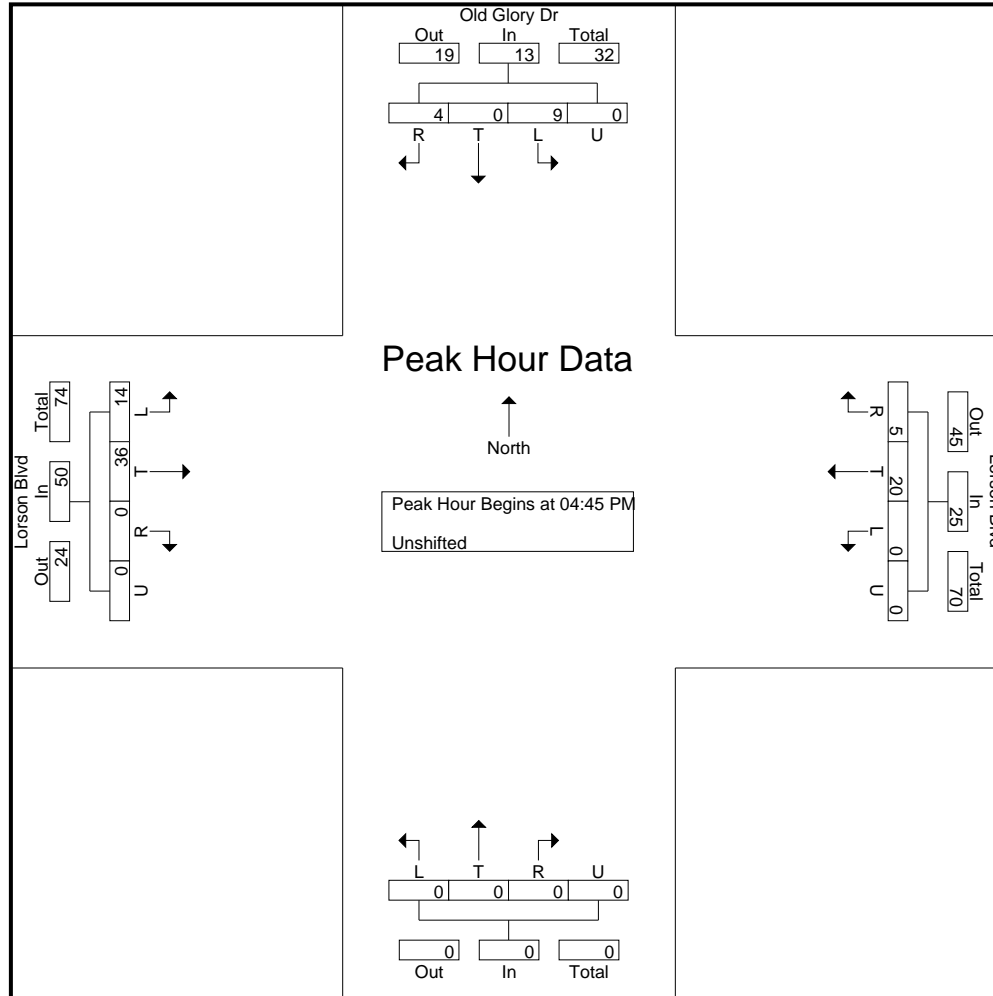 Old Glory Dr
Out In Total
19 13 32
4 0 9 0
R T L U
Peak Hour Data
North
Peak Hour Begins at 04:45 PM
Unshifted
Lorson Blvd
Out In Total
24 50 74
14 36 0 0
L T R U
Out In Total
45 25 70
5 20 0 0
R T L U
L T R U
0 0 0 0
0 0 0
Out In Total